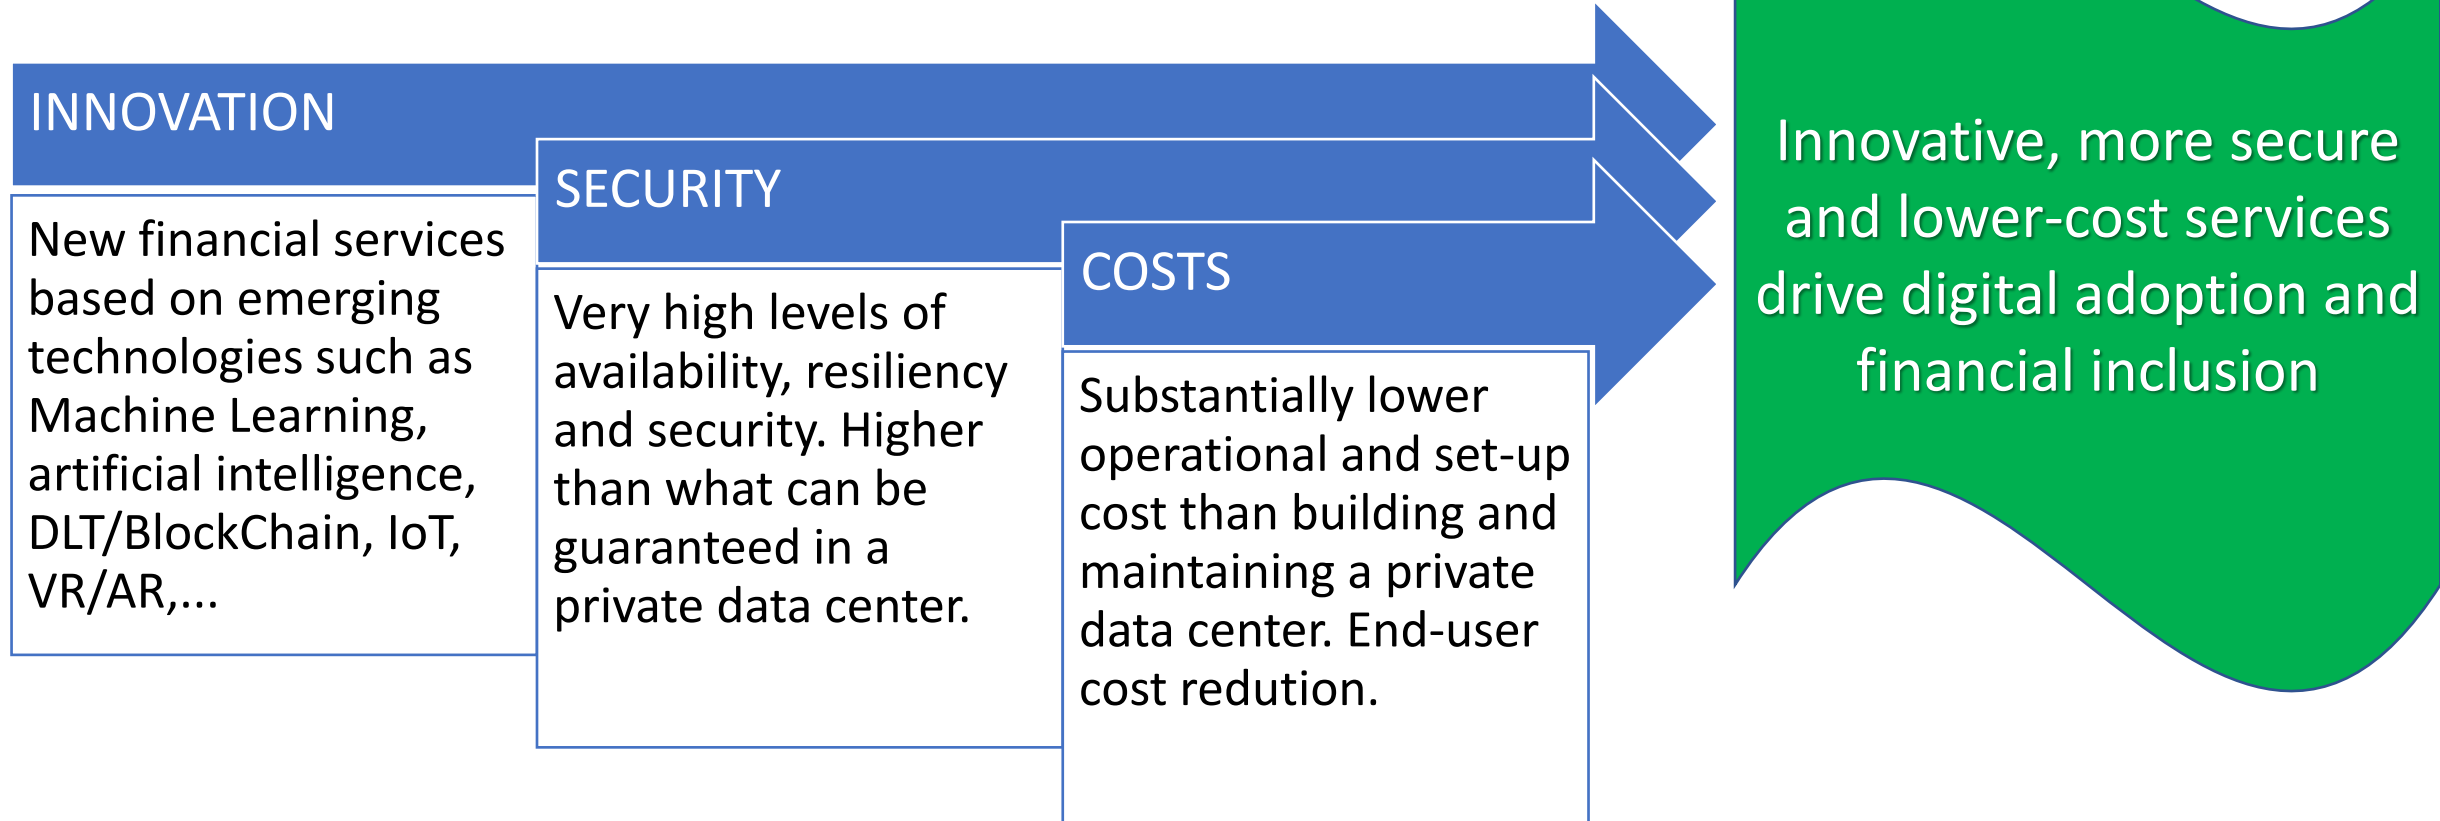 INNOVATION
New financial services
based on emerging
technologies such as
Machine Learning,
artificial intelligence,
DLT/BlockChain, IoT,
VR/AR,...
SECURITY
Very high levels of
availability, resiliency
and security. Higher
than what can be
guaranteed in a
private data center.
COSTS
Substantially lower
operational and set-up
cost than building and
maintaining a private
data center. End-user
cost redution.
Innovative, more secure
and lower-cost services
drive digital adoption and
financial inclusion